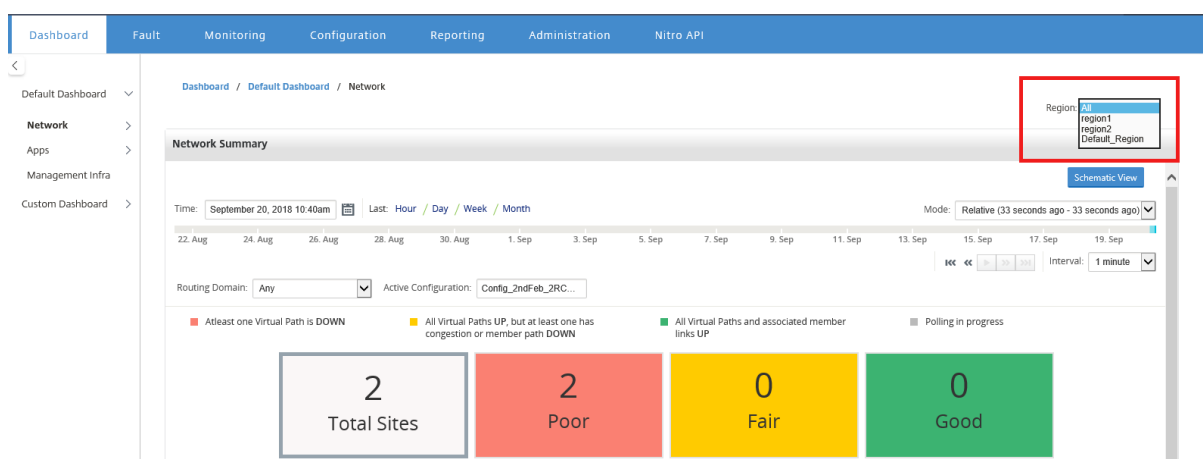 Dashboard Fault Monitoring Configuration Reporting Administration Nitro API
Default Dashboard
Network
Apps
Management Infra
Custom Dashboard
Dashboard / Default Dashboard / Network
Region: All
region1
region2
Default_Region
Network Summary
Schematic View
Time: September 20, 2018 10:40am Last: Hour / Day / Week / Month Mode: Relative (33 seconds ago - 33 seconds ago)
22. Aug 24. Aug 26. Aug 28. Aug 30. Aug 1. Sep 3. Sep 5. Sep 7. Sep 9. Sep 11. Sep 13. Sep 15. Sep 17. Sep 19. Sep
Interval: 1 minute
Routing Domain: Any Active Configuration: Config_2ndFeb_2RC...
Atleast one Virtual Path is DOWN
All Virtual Paths UP, but at least one has
congestion or member path DOWN
All Virtual Paths and associated member
links UP
Polling in progress
2
Total Sites
2
Poor
0
Fair
0
Good